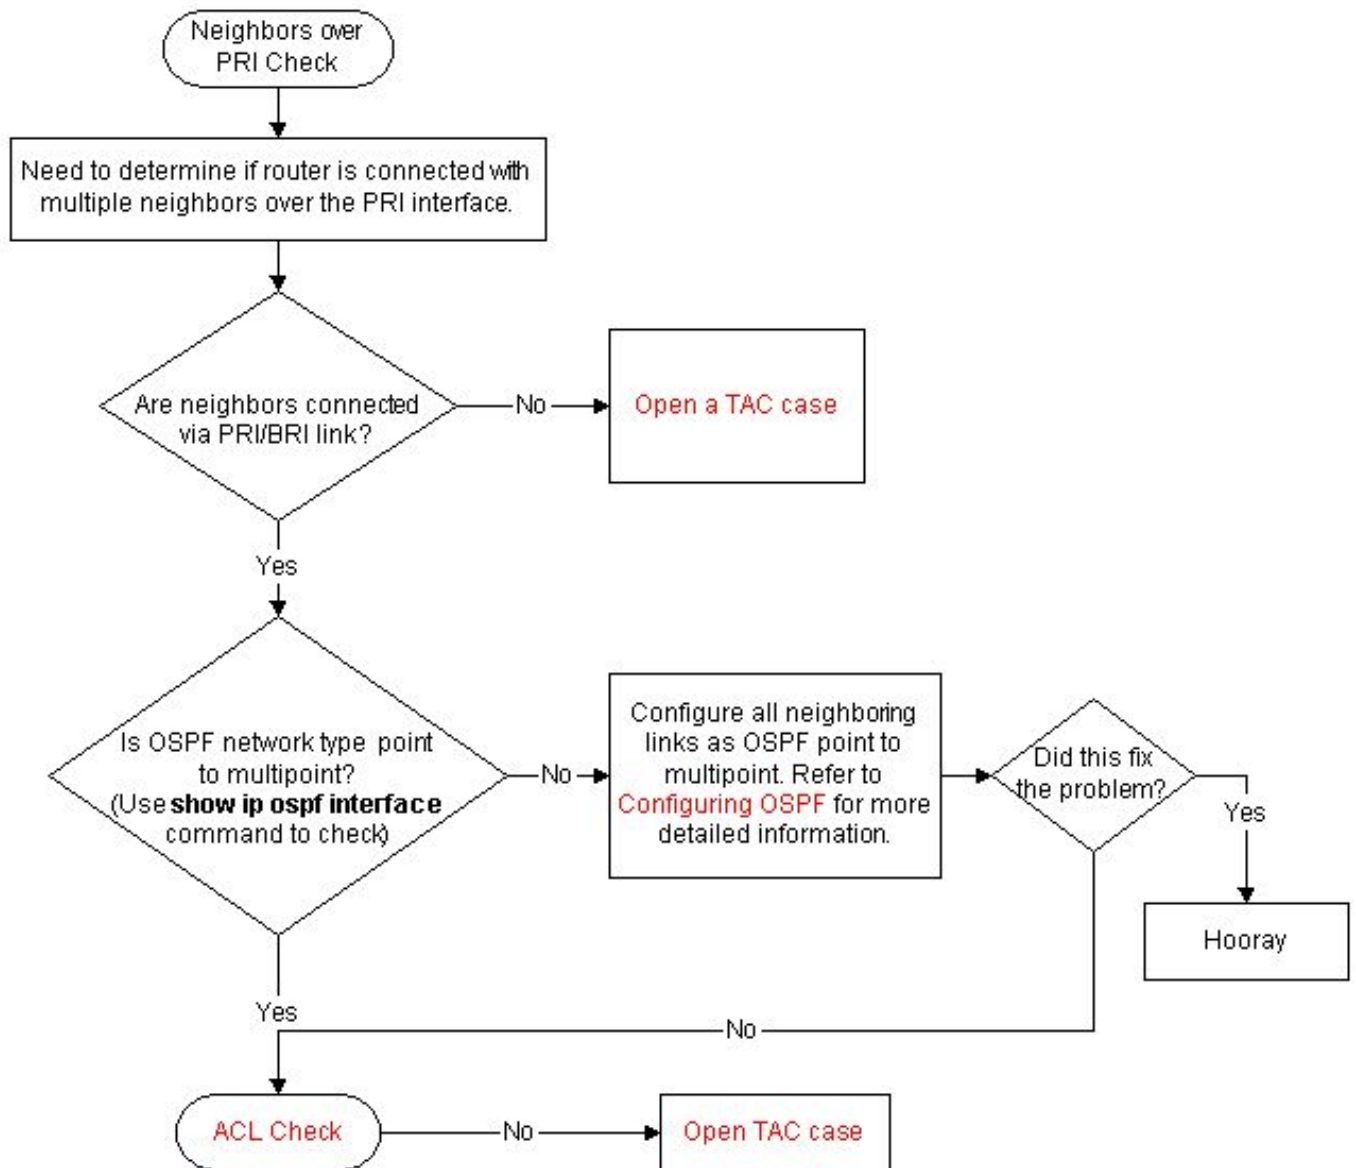 Neighbors over
PRI Check
Need to determine if router is connected with
multiple neighbors over the PRI interface.
Are neighbors connected
via PRI/BRI link?
No
Open a TAC case
Yes
Is OSPF network type point
to multipoint?
(Use show ip ospf interface
command to check)
No
Configure all neighboring
links as OSPF point to
multipoint. Refer to
Configuring OSPF for more
detailed information.
Did this fix
the problem?
Yes
Hooray
Yes
No
ACL Check
No
Open TAC case